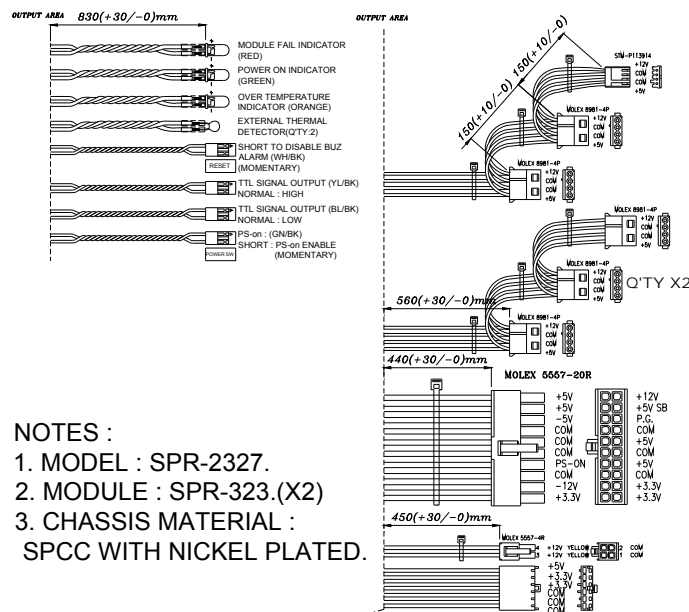 OUTPUT AREA
830(+30/-0)mm
MODULE FAIL INDICATOR
(RED)
POWER ON INDICATOR
(GREEN)
OVER TEMPERATURE
INDICATOR (ORANGE)
EXTERNAL THERMAL
DETECTOR(Q'TY:2)
SHORT TO DISABLE BUZ
ALARM (WH/BK)
(MOMENTARY)
RESET
TTL SIGNAL OUTPUT (YL/BK)
NORMAL : HIGH
TTL SIGNAL OUTPUT (BL/BK)
NORMAL : LOW
PS-on : (GN/BK)
SHORT : PS-on ENABLE
(MOMENTARY)
POWER SW
OUTPUT AREA
150(+10/-0)
150(+10/-0)
STM-P113914
+12V
COM
COM
+5V
MOLEX 8981-4P
+12V
COM
COM
+5V
MOLEX 8981-4P
+12V
COM
COM
+5V
MOLEX 8981-4P
+12V
COM
COM
+5V
MOLEX 8981-4P
+12V
COM
COM
+5V
Q'TY X2
560(+30/-0)mm
MOLEX 8981-4P
+12V
COM
COM
+5V
440(+30/-0)mm
MOLEX 5557-20R
+5V +12V
+5V +5V SB
-5V P.G.
COM COM
COM +5V
COM COM
PS-ON +5V
COM COM
-12V +3.3V
+3.3V +3.3V
450(+30/-0)mm
MOLEX 5557-4R
4 +12V YELLOW 2 COM
3 +12V YELLOW 1 COM
+5V
+3.3V
+3.3V
COM
COM
COM
NOTES :
1. MODEL : SPR-2327.
2. MODULE : SPR-323.(X2)
3. CHASSIS MATERIAL :
SPCC WITH NICKEL PLATED.